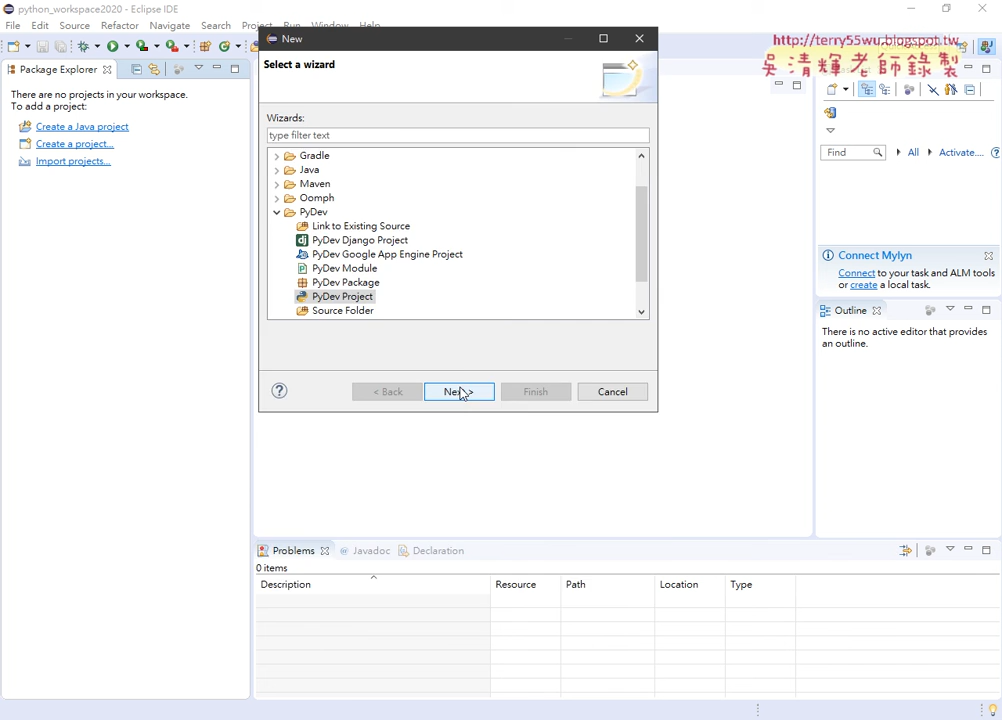 python_workspace2020 - Eclipse IDE
File Edit Source Refactor Navigate Search Project Run Window Help
http://terry55wu.blogspot.tw
吳清輝老師錄製
Package Explorer
There are no projects in your workspace.
To add a project:
Create a Java project
Create a project...
Import projects...
New
Select a wizard
Wizards:
type filter text
Gradle
Java
Maven
Oomph
PyDev
Link to Existing Source
PyDev Django Project
PyDev Google App Engine Project
PyDev Module
PyDev Package
PyDev Project
Source Folder
< Back Next > Finish Cancel
Find All Activate...
Connect Mylyn
Connect to your task and ALM tools
or create a local task.
Outline
There is no active editor that provides
an outline.
Problems Javadoc Declaration
0 items
Description Resource Path Location Type